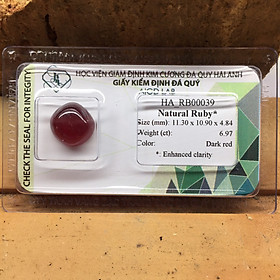 HỌC VIỆN GIÁM ĐỊNH KIM CƯƠNG ĐÁ QUÝ HẢI ANH
GIẤY KIỂM ĐỊNH ĐÁ QUÝ
AIGD LAB
CHECK THE SEAL FOR INTEGRITY
HA_RB00039
Natural Ruby*
Size (mm): 11.30 x 10.90 x 4.84
Weight (ct): 6.97
Color: Dark red
*: Enhanced clarity